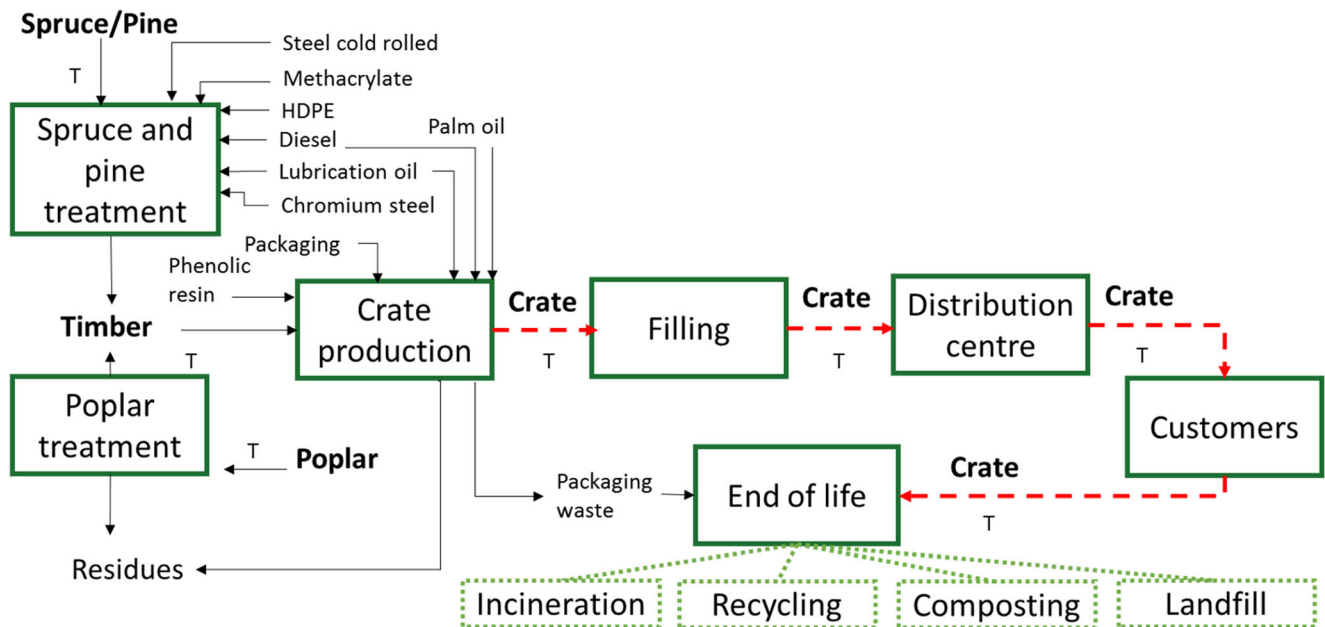 Spruce/Pine
T
Steel cold rolled
Methacrylate
HDPE
Diesel
Lubrication oil
Chromium steel
Palm oil
Spruce and
pine
treatment
Packaging
Phenolic
resin
Timber
T
Crate
production
Crate
T
Filling
Crate
T
Distribution
centre
Crate
T
Customers
Poplar
treatment
T
Poplar
Packaging
waste
End of life
Crate
T
Residues
Incineration
Recycling
Composting
Landfill